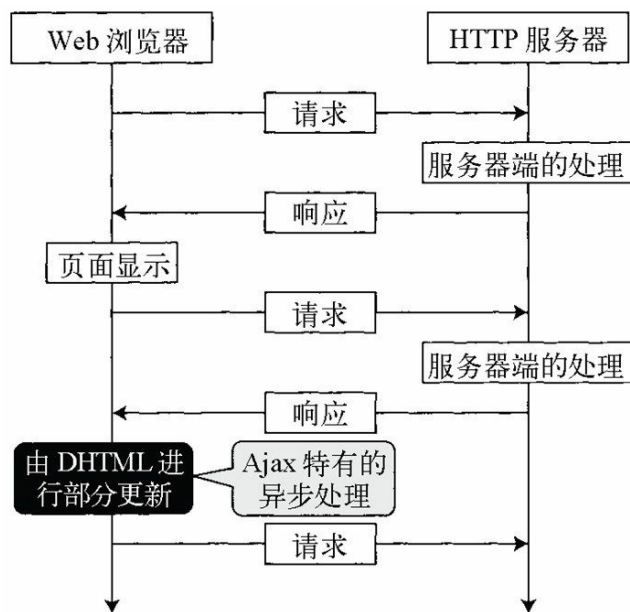 Web 浏览器
HTTP 服务器
请求
服务器端的处理
响应
页面显示
请求
服务器端的处理
响应
由 DHTML 进
行部分更新
Ajax 特有的
异步处理
请求